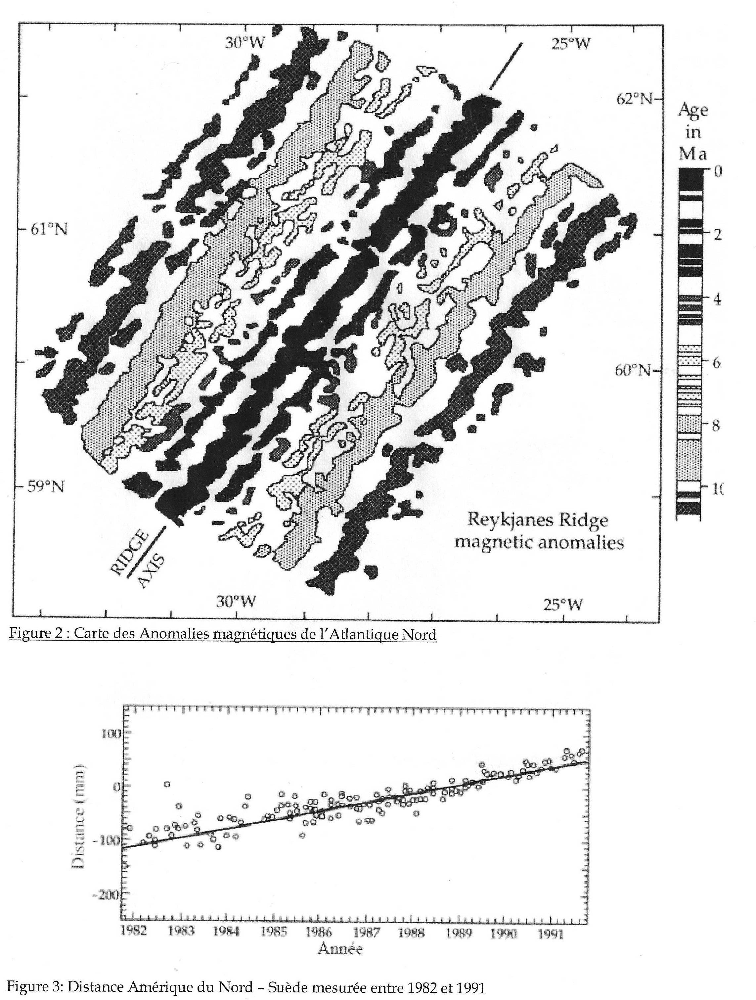 30°W
25°W
62°N
Age
in
Ma
0
61°N
2
4
60°N
6
8
59°N
10
Reykjanes Ridge
magnetic anomalies
RIDGE
AXIS
30°W
25°W
Figure 2 : Carte des Anomalies magnétiques de l'Atlantique Nord
100
0
-100
-200
Distance (mm)
1982 1983 1984 1985 1986 1987 1988 1989 1990 1991
Année
Figure 3: Distance Amérique du Nord – Suède mesurée entre 1982 et 1991